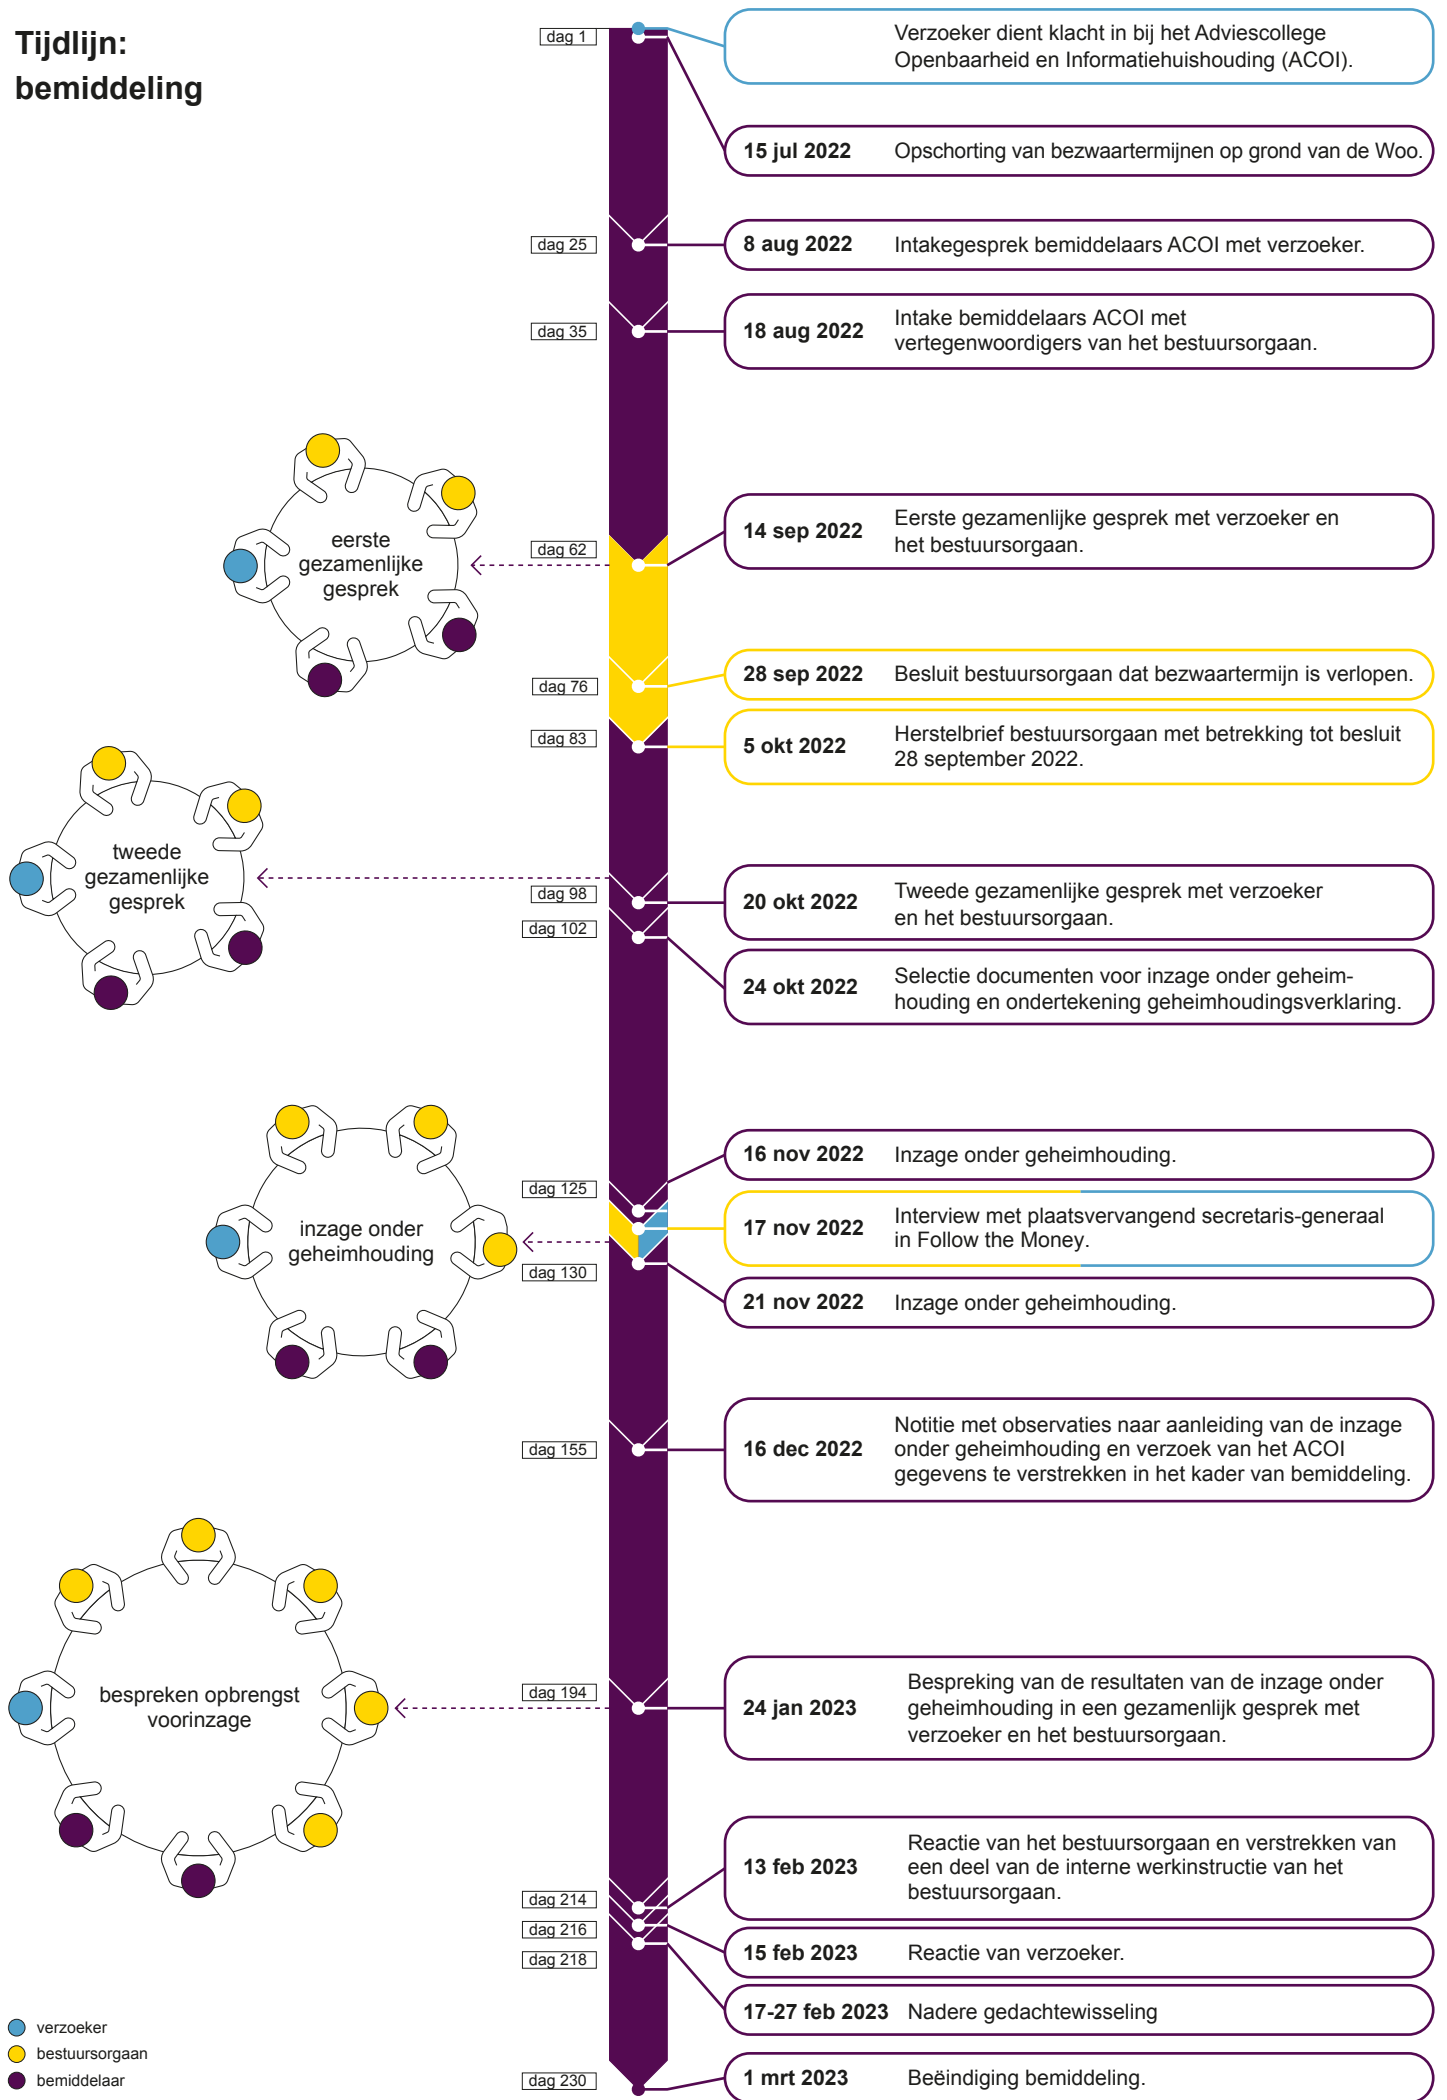 Tijdlijn:
bemiddeling
dag 1
Verzoeker dient klacht in bij het Adviescollege
Openbaarheid en Informatiehuishouding (ACOI).
15 jul 2022 Opschorting van bezwaartermijnen op grond van de Woo.
dag 25
8 aug 2022 Intakegesprek bemiddelaars ACOI met verzoeker.
dag 35
18 aug 2022 Intake bemiddelaars ACOI met
vertegenwoordigers van het bestuursorgaan.
eerste
gezamenlijke
gesprek
dag 62
14 sep 2022 Eerste gezamenlijke gesprek met verzoeker en
het bestuursorgaan.
dag 76
28 sep 2022 Besluit bestuursorgaan dat bezwaartermijn is verlopen.
dag 83
5 okt 2022 Herstelbrief bestuursorgaan met betrekking tot besluit
28 september 2022.
tweede
gezamenlijke
gesprek
dag 98
20 okt 2022 Tweede gezamenlijke gesprek met verzoeker
en het bestuursorgaan.
dag 102
24 okt 2022 Selectie documenten voor inzage onder geheim-
houding en ondertekening geheimhoudingsverklaring.
inzage onder
geheimhouding
dag 125
16 nov 2022 Inzage onder geheimhouding.
17 nov 2022 Interview met plaatsvervangend secretaris-generaal
in Follow the Money.
dag 130
21 nov 2022 Inzage onder geheimhouding.
dag 155
16 dec 2022 Notitie met observaties naar aanleiding van de inzage
onder geheimhouding en verzoek van het ACOI
gegevens te verstrekken in het kader van bemiddeling.
bespreken opbrengst
voorinzage
dag 194
24 jan 2023 Bespreking van de resultaten van de inzage onder
geheimhouding in een gezamenlijk gesprek met
verzoeker en het bestuursorgaan.
dag 214
13 feb 2023 Reactie van het bestuursorgaan en verstrekken van
een deel van de interne werkinstructie van het
bestuursorgaan.
dag 216
15 feb 2023 Reactie van verzoeker.
dag 218
17-27 feb 2023 Nadere gedachtewisseling
dag 230
1 mrt 2023 Beëindiging bemiddeling.
verzoeker
bestuursorgaan
bemiddelaar